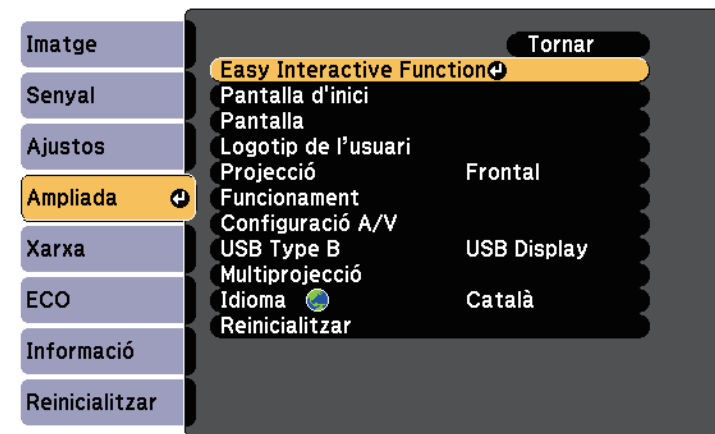 Imatge
Senyal
Ajustos
Ampliada
Xarxa
ECO
Informació
Reinicialitzar
Tornar
Easy Interactive Function
Pantalla d'inici
Pantalla
Logotip de l’usuari
Projecció Frontal
Funcionament
Configuració A/V
USB Type B USB Display
Multiprojecció
Idioma Català
Reinicialitzar